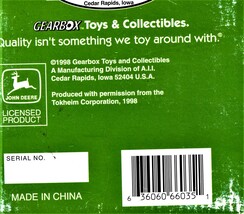 Cedar Rapids, Iowa
GEARBOX Toys & Collectibles.
Quality isn't something we toy around with.®
©1998 Gearbox Toys and Collectibles
A Manufacturing Division of A.I.I.
Cedar Rapids, Iowa 52404 U.S.A.
JOHN DEERE
Produced with permission from the
Tokheim Corporation, 1998
LICENSED
PRODUCT
SERIAL NO.
MADE IN CHINA
6 36060 66035 1